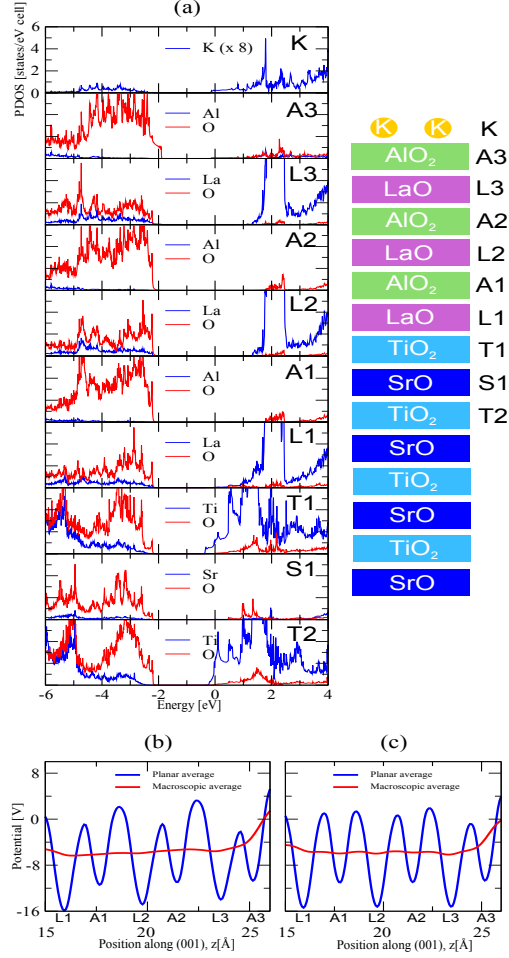 (a)
PDOS [states/eV cell]
6
4
2
0
K (x 8)
K
Al
O
A3
La
O
L3
Al
O
A2
La
O
L2
Al
O
A1
La
O
L1
Ti
O
T1
Sr
O
S1
Ti
O
T2
-6 -4 -2 0 2 4
Energy [eV]
K K K
AlO₂ A3
LaO L3
AlO₂ A2
LaO L2
AlO₂ A1
LaO L1
TiO₂ T1
SrO S1
TiO₂ T2
SrO
TiO₂
SrO
TiO₂
SrO
(b)
Potential [V]
8
0
-8
-16
Planar average
Macroscopic average
L1 A1 L2 A2 L3 A3
15 20 25
Position along (001), z[Å]
(c)
Planar average
Macroscopic average
L1 A1 L2 A2 L3 A3
15 20 25
Position along (001), z[Å]